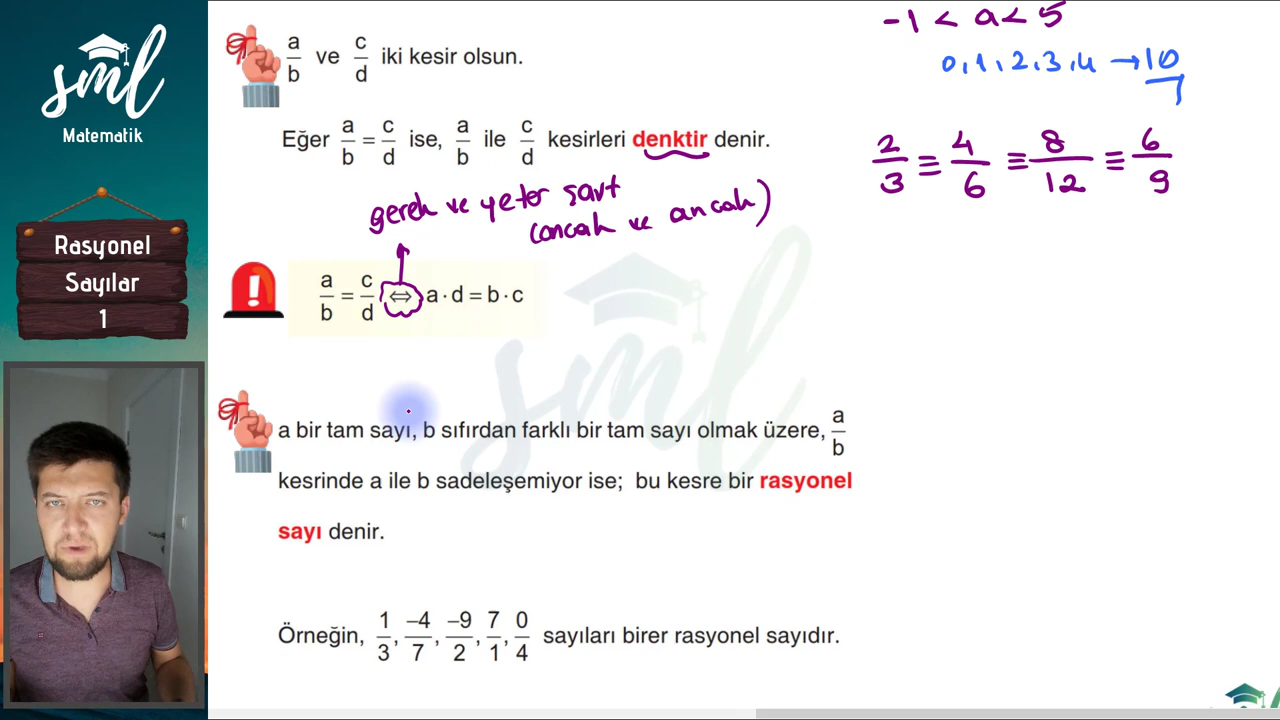 sml
Matematik
Rasyonel
Sayılar
1
a/b ve c/d iki kesir olsun.
Eğer a/b = c/d ise, a/b ile c/d kesirleri denktir denir.
gerek ve yeter şart
(ancak ve ancak)
a/b = c/d ⇔ a · d = b · c
a bir tam sayı, b sıfırdan farklı bir tam sayı olmak üzere, a/b
kesrinde a ile b sadeleşemiyor ise; bu kesre bir rasyonel
sayı denir.
Örneğin, 1/3, -4/7, -9/2, 7/1, 0/4 sayıları birer rasyonel sayıdır.
-1 < a < 5
0,1,2,3,4 → 10
2/3 ≡ 4/6 ≡ 8/12 ≡ 6/9
sml